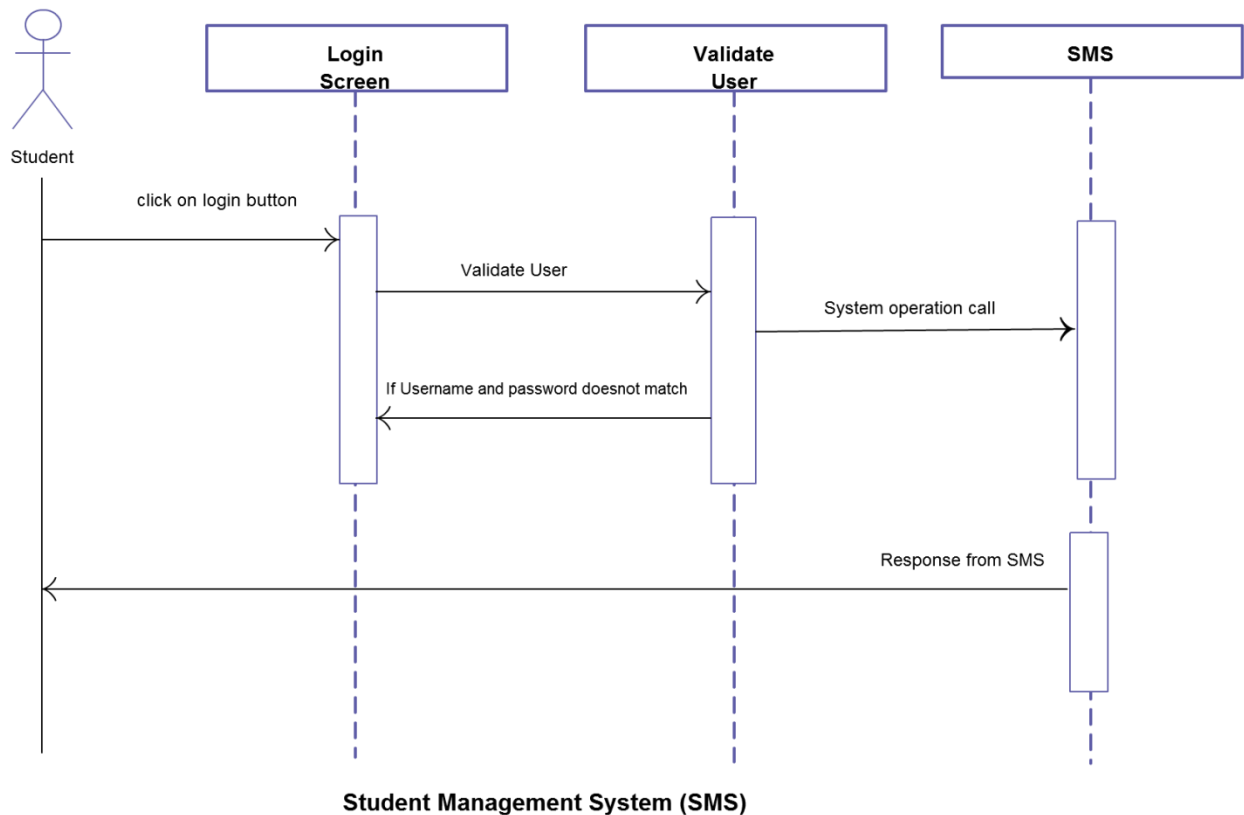 Login
Screen
Validate
User
SMS
Student
click on login button
Validate User
System operation call
If Username and password doesnot match
Response from SMS
Student Management System (SMS)